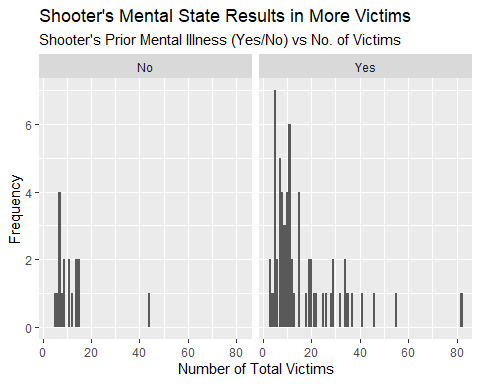 Shooter's Mental State Results in More Victims
Shooter's Prior Mental Illness (Yes/No) vs No. of Victims
No Yes
Frequency
6
4
2
0
0 20 40 60 80 0 20 40 60 80
Number of Total Victims